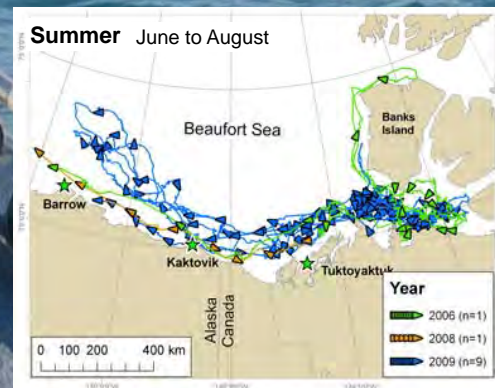 Summer June to August
Beaufort Sea
Banks
Island
Barrow
Kaktovik
Tuktoyaktuk
Alaska
Canada
Year
2006 (n=1)
2008 (n=1)
2009 (n=9)
0 100 200 400 km